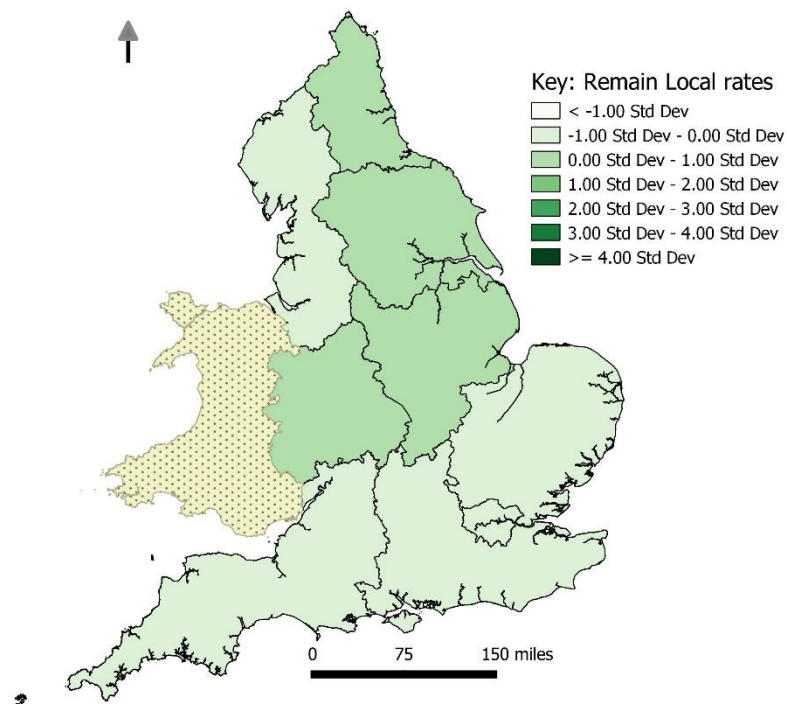 Key: Remain Local rates
< -1.00 Std Dev
-1.00 Std Dev - 0.00 Std Dev
0.00 Std Dev - 1.00 Std Dev
1.00 Std Dev - 2.00 Std Dev
2.00 Std Dev - 3.00 Std Dev
3.00 Std Dev - 4.00 Std Dev
>= 4.00 Std Dev
0 75 150 miles